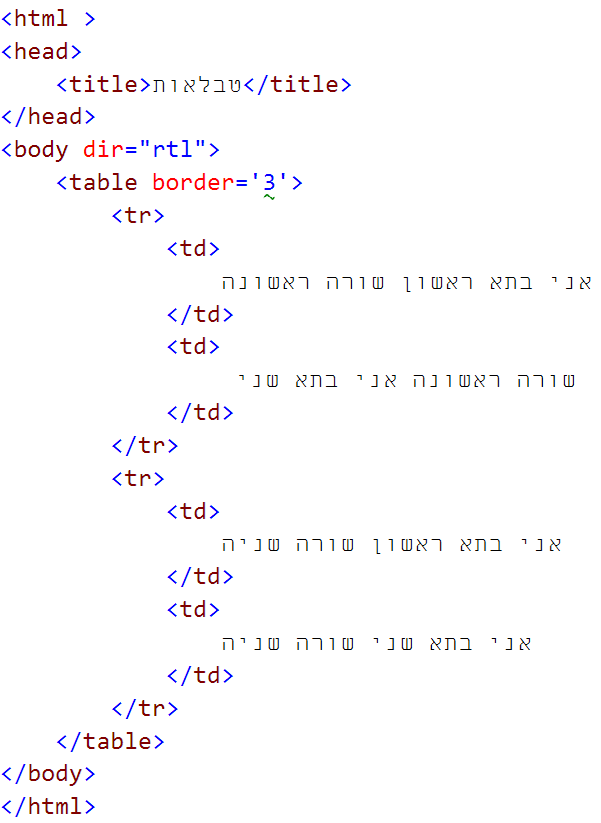 <html >
<head>
    <title>טבלאות</title>
</head>
<body dir="rtl">
    <table border='3'>
        <tr>
            <td>
                אני בתא ראשון שורה ראשונה
            </td>
            <td>
                 שורה ראשונה אני בתא שני
            </td>
        </tr>
        <tr>
            <td>
                אני בתא ראשון שורה שניה
            </td>
            <td>
                אני בתא שני שורה שניה
            </td>
        </tr>
    </table>
</body>
</html>